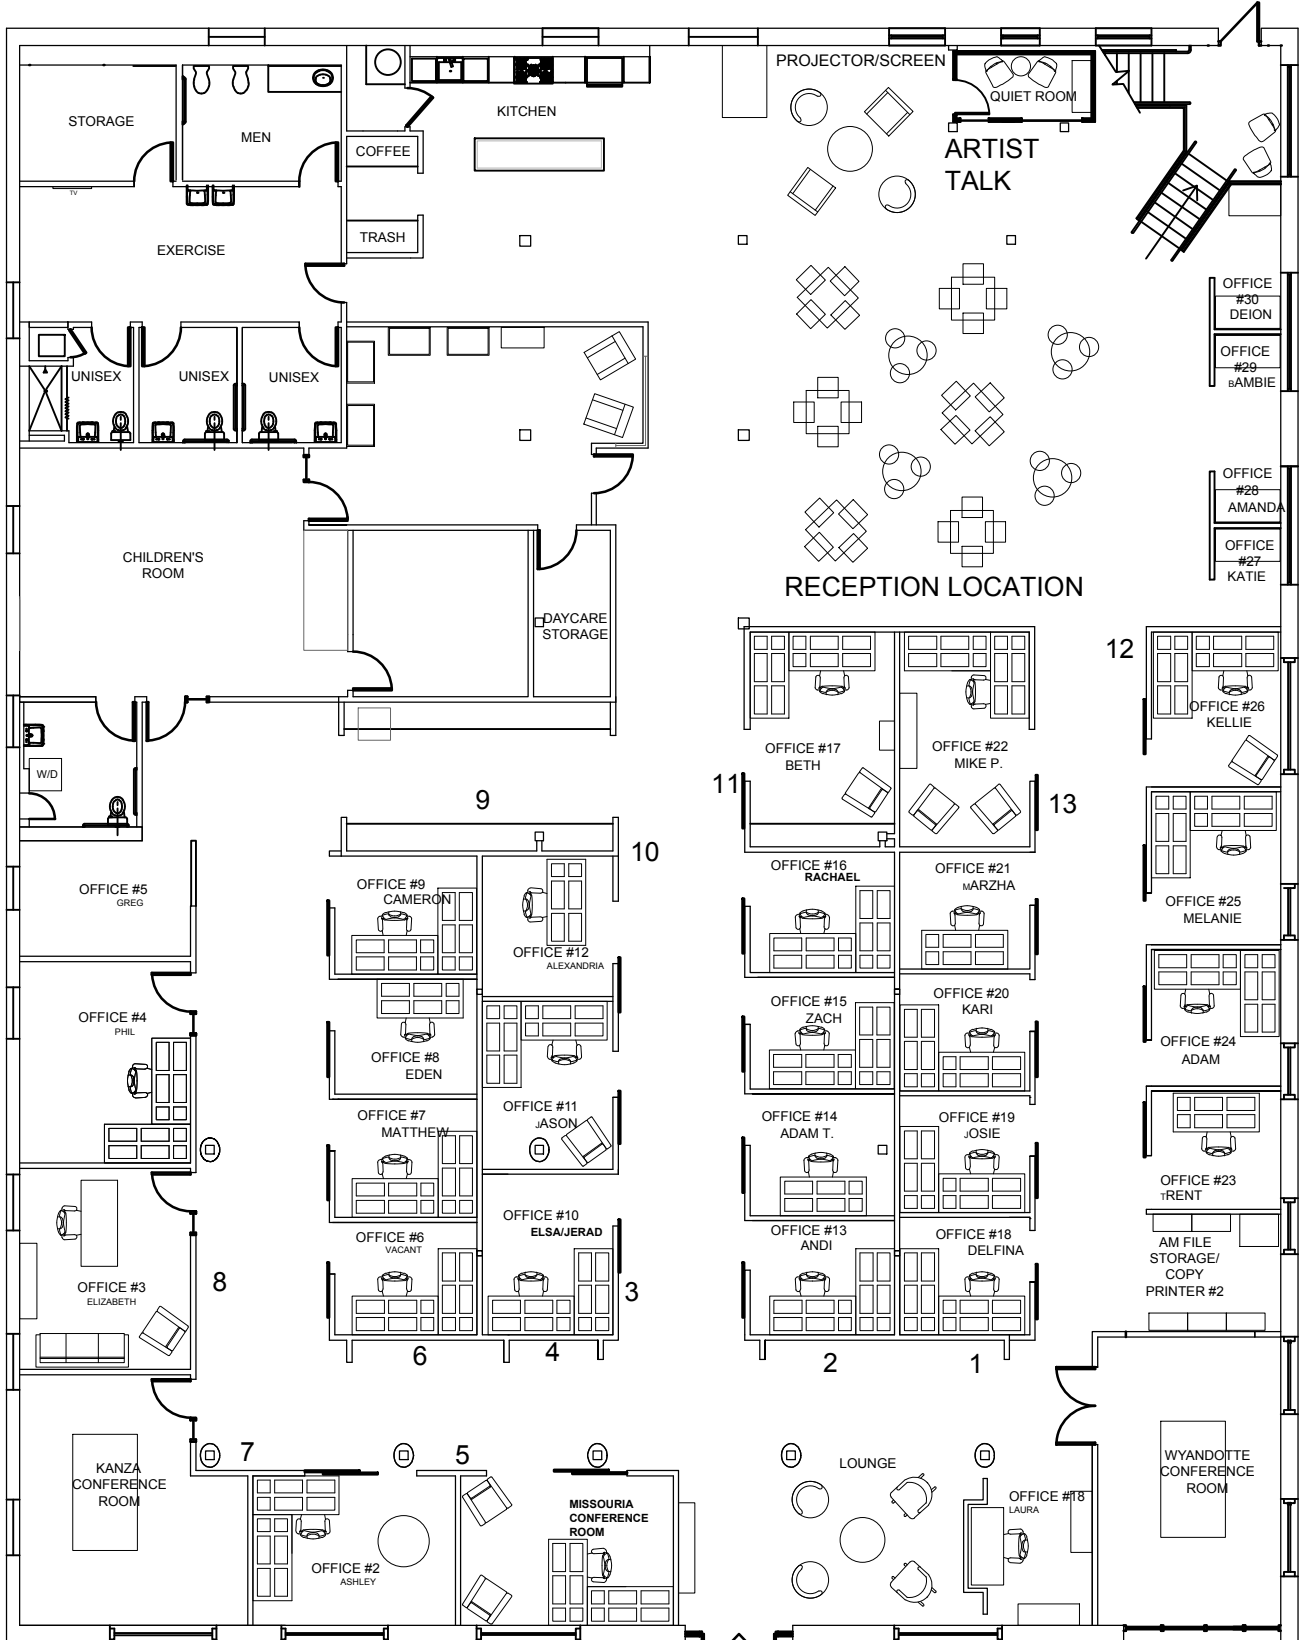 PROJECTOR/SCREEN
STORAGE
MEN
KITCHEN
QUIET ROOM
COFFEE
ARTIST
TALK
TV
TRASH
EXERCISE
OFFICE
#30
DEION
OFFICE
#29
BAMBIE
UNISEX
UNISEX
UNISEX
OFFICE
#28
AMANDA
OFFICE
#27
KATIE
CHILDREN'S
ROOM
RECEPTION LOCATION
DAYCARE
STORAGE
12
OFFICE #26
KELLIE
OFFICE #17
BETH
OFFICE #22
MIKE P.
W/D
11
13
9
10
OFFICE #5
GREG
OFFICE #9
CAMERON
OFFICE #12
ALEXANDRIA
OFFICE #16
RACHAEL
OFFICE #21
MARZHA
OFFICE #25
MELANIE
OFFICE #4
PHIL
OFFICE #8
EDEN
OFFICE #15
ZACH
OFFICE #20
KARI
OFFICE #24
ADAM
OFFICE #7
MATTHEW
OFFICE #11
JASON
OFFICE #14
ADAM T.
OFFICE #19
JOSIE
OFFICE #23
TRENT
OFFICE #3
ELIZABETH
8
OFFICE #6
VACANT
OFFICE #10
ELSA/JERAD
3
OFFICE #13
ANDI
OFFICE #18
DELFINA
AM FILE
STORAGE/
COPY
PRINTER #2
6
4
2
1
7
5
KANZA
CONFERENCE
ROOM
OFFICE #2
ASHLEY
MISSOURIA
CONFERENCE
ROOM
LOUNGE
OFFICE #18
LAURA
WYANDOTTE
CONFERENCE
ROOM